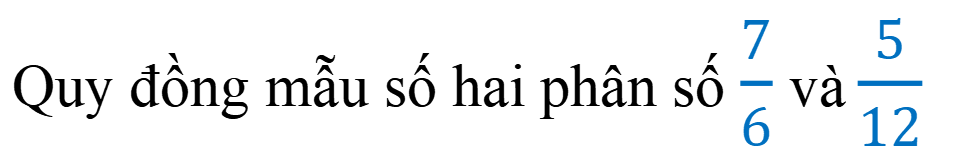 Quy đồng mẫu số hai phân số 7/6 và 5/12